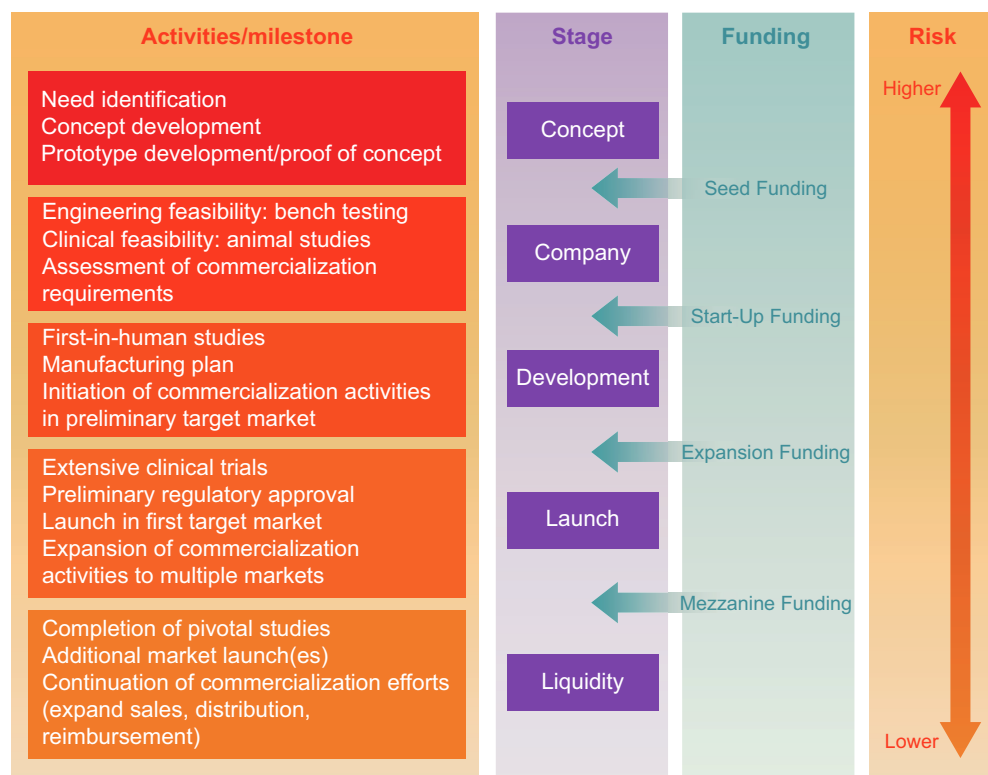 Activities/milestone
Stage
Funding
Risk
Need identification
Concept development
Prototype development/proof of concept
Concept
Higher
Seed Funding
Engineering feasibility: bench testing
Clinical feasibility: animal studies
Assessment of commercialization
requirements
Company
Start-Up Funding
First-in-human studies
Manufacturing plan
Initiation of commercialization activities
in preliminary target market
Development
Expansion Funding
Extensive clinical trials
Preliminary regulatory approval
Launch in first target market
Expansion of commercialization
activities to multiple markets
Launch
Mezzanine Funding
Completion of pivotal studies
Additional market launch(es)
Continuation of commercialization efforts
(expand sales, distribution,
reimbursement)
Liquidity
Lower